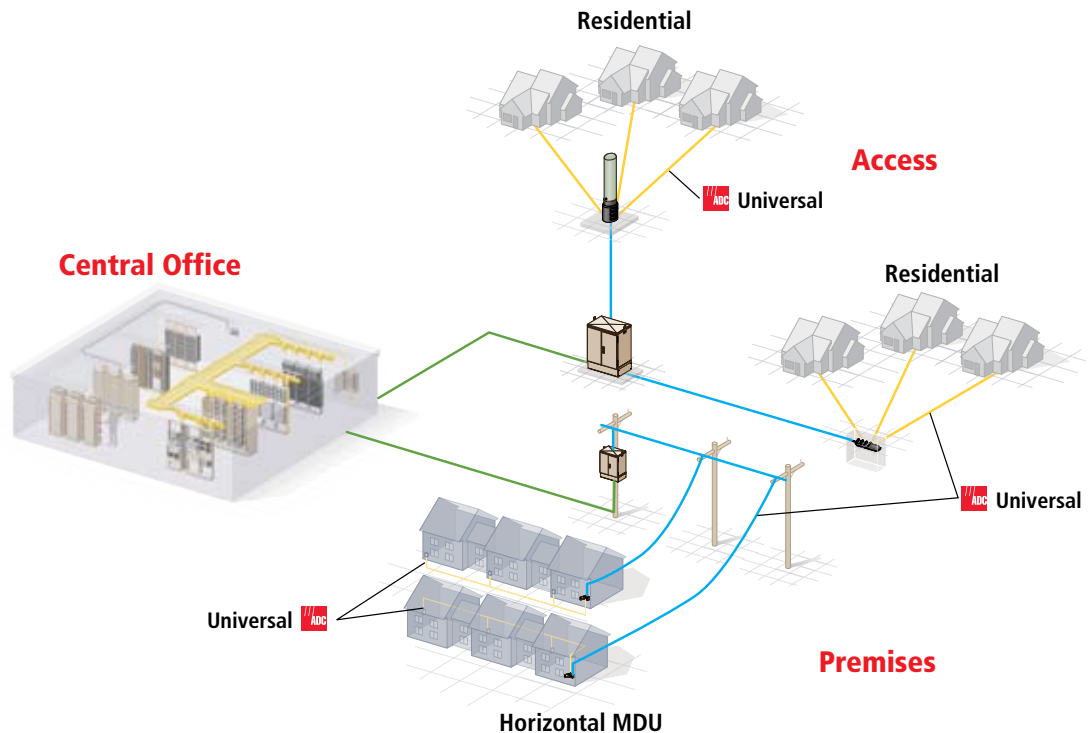 Residential
Access
ADC Universal
Central Office
Residential
ADC Universal
Universal ADC
Premises
Horizontal MDU